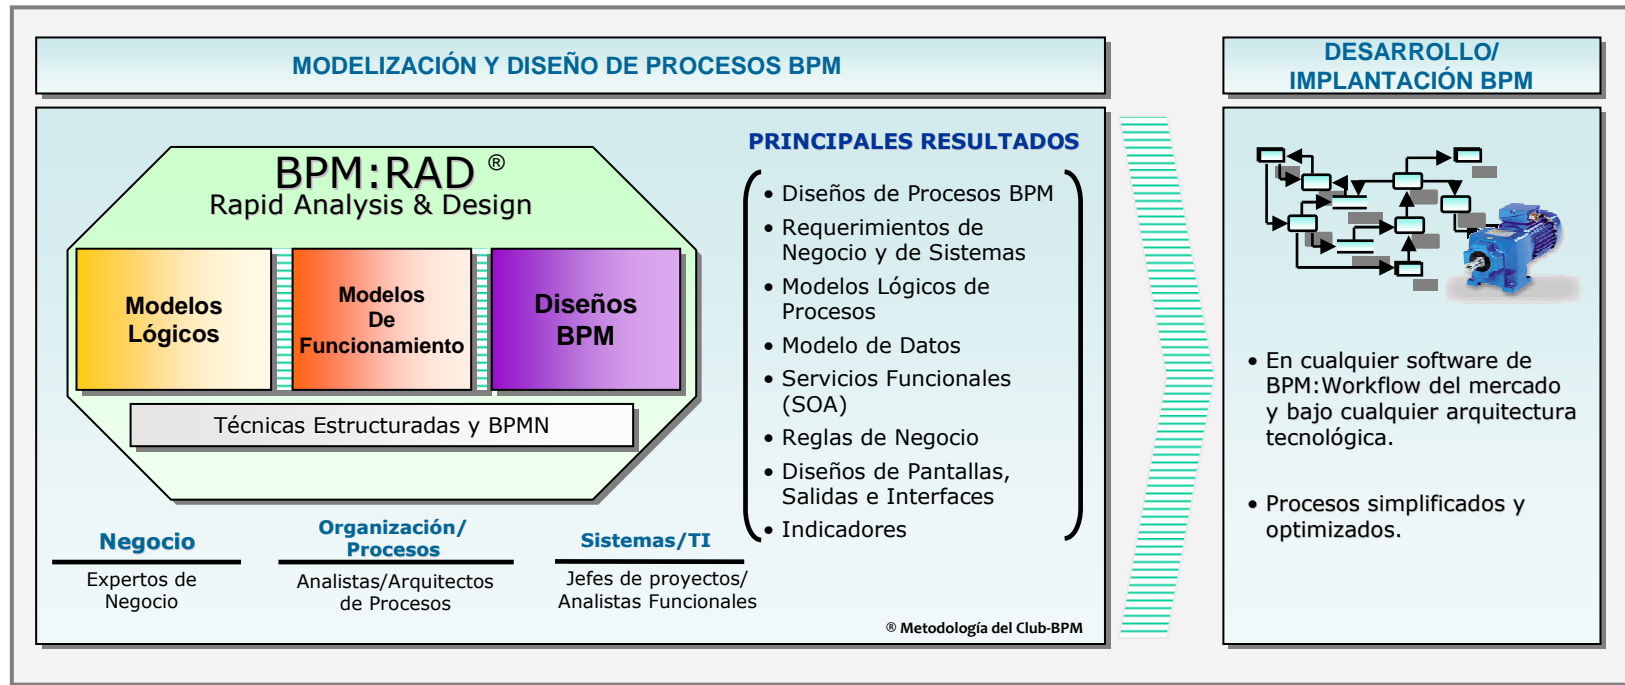 MODELIZACIÓN Y DISEÑO DE PROCESOS BPM
BPM:RAD ®
Rapid Analysis & Design
Modelos
Lógicos
Modelos
De
Funcionamiento
Diseños
BPM
Técnicas Estructuradas y BPMN
Negocio
Expertos de
Negocio
Organización/
Procesos
Analistas/Arquitectos
de Procesos
Sistemas/TI
Jefes de proyectos/
Analistas Funcionales
PRINCIPALES RESULTADOS
• Diseños de Procesos BPM
• Requerimientos de
Negocio y de Sistemas
• Modelos Lógicos de
Procesos
• Modelo de Datos
• Servicios Funcionales
(SOA)
• Reglas de Negocio
• Diseños de Pantallas,
Salidas e Interfaces
• Indicadores
® Metodología del Club-BPM
DESARROLLO/
IMPLANTACIÓN BPM
• En cualquier software de
BPM:Workflow del mercado
y bajo cualquier arquitectura
tecnológica.
• Procesos simplificados y
optimizados.